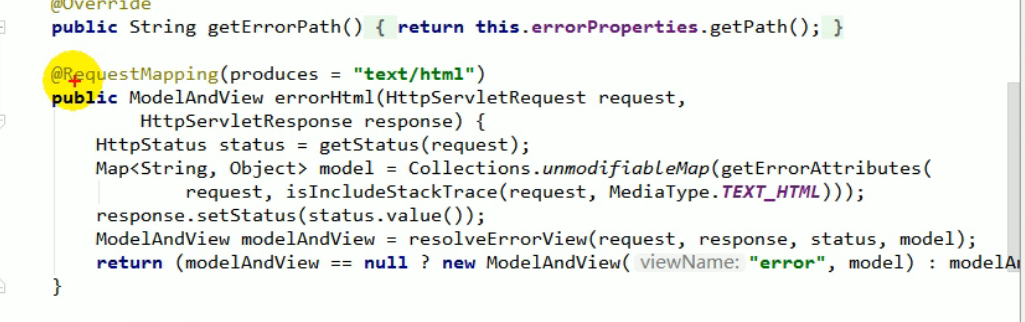 @Override
public String getErrorPath() { return this.errorProperties.getPath(); }
@RequestMapping(produces = "text/html")
public ModelAndView errorHtml(HttpServletRequest request,
HttpServletResponse response) {
HttpStatus status = getStatus(request);
Map<String, Object> model = Collections.unmodifiableMap(getErrorAttributes(
request, isIncludeStackTrace(request, MediaType.TEXT_HTML)));
response.setStatus(status.value());
ModelAndView modelAndView = resolveErrorView(request, response, status, model);
return (modelAndView == null ? new ModelAndView( viewName: "error", model) : modelA
}